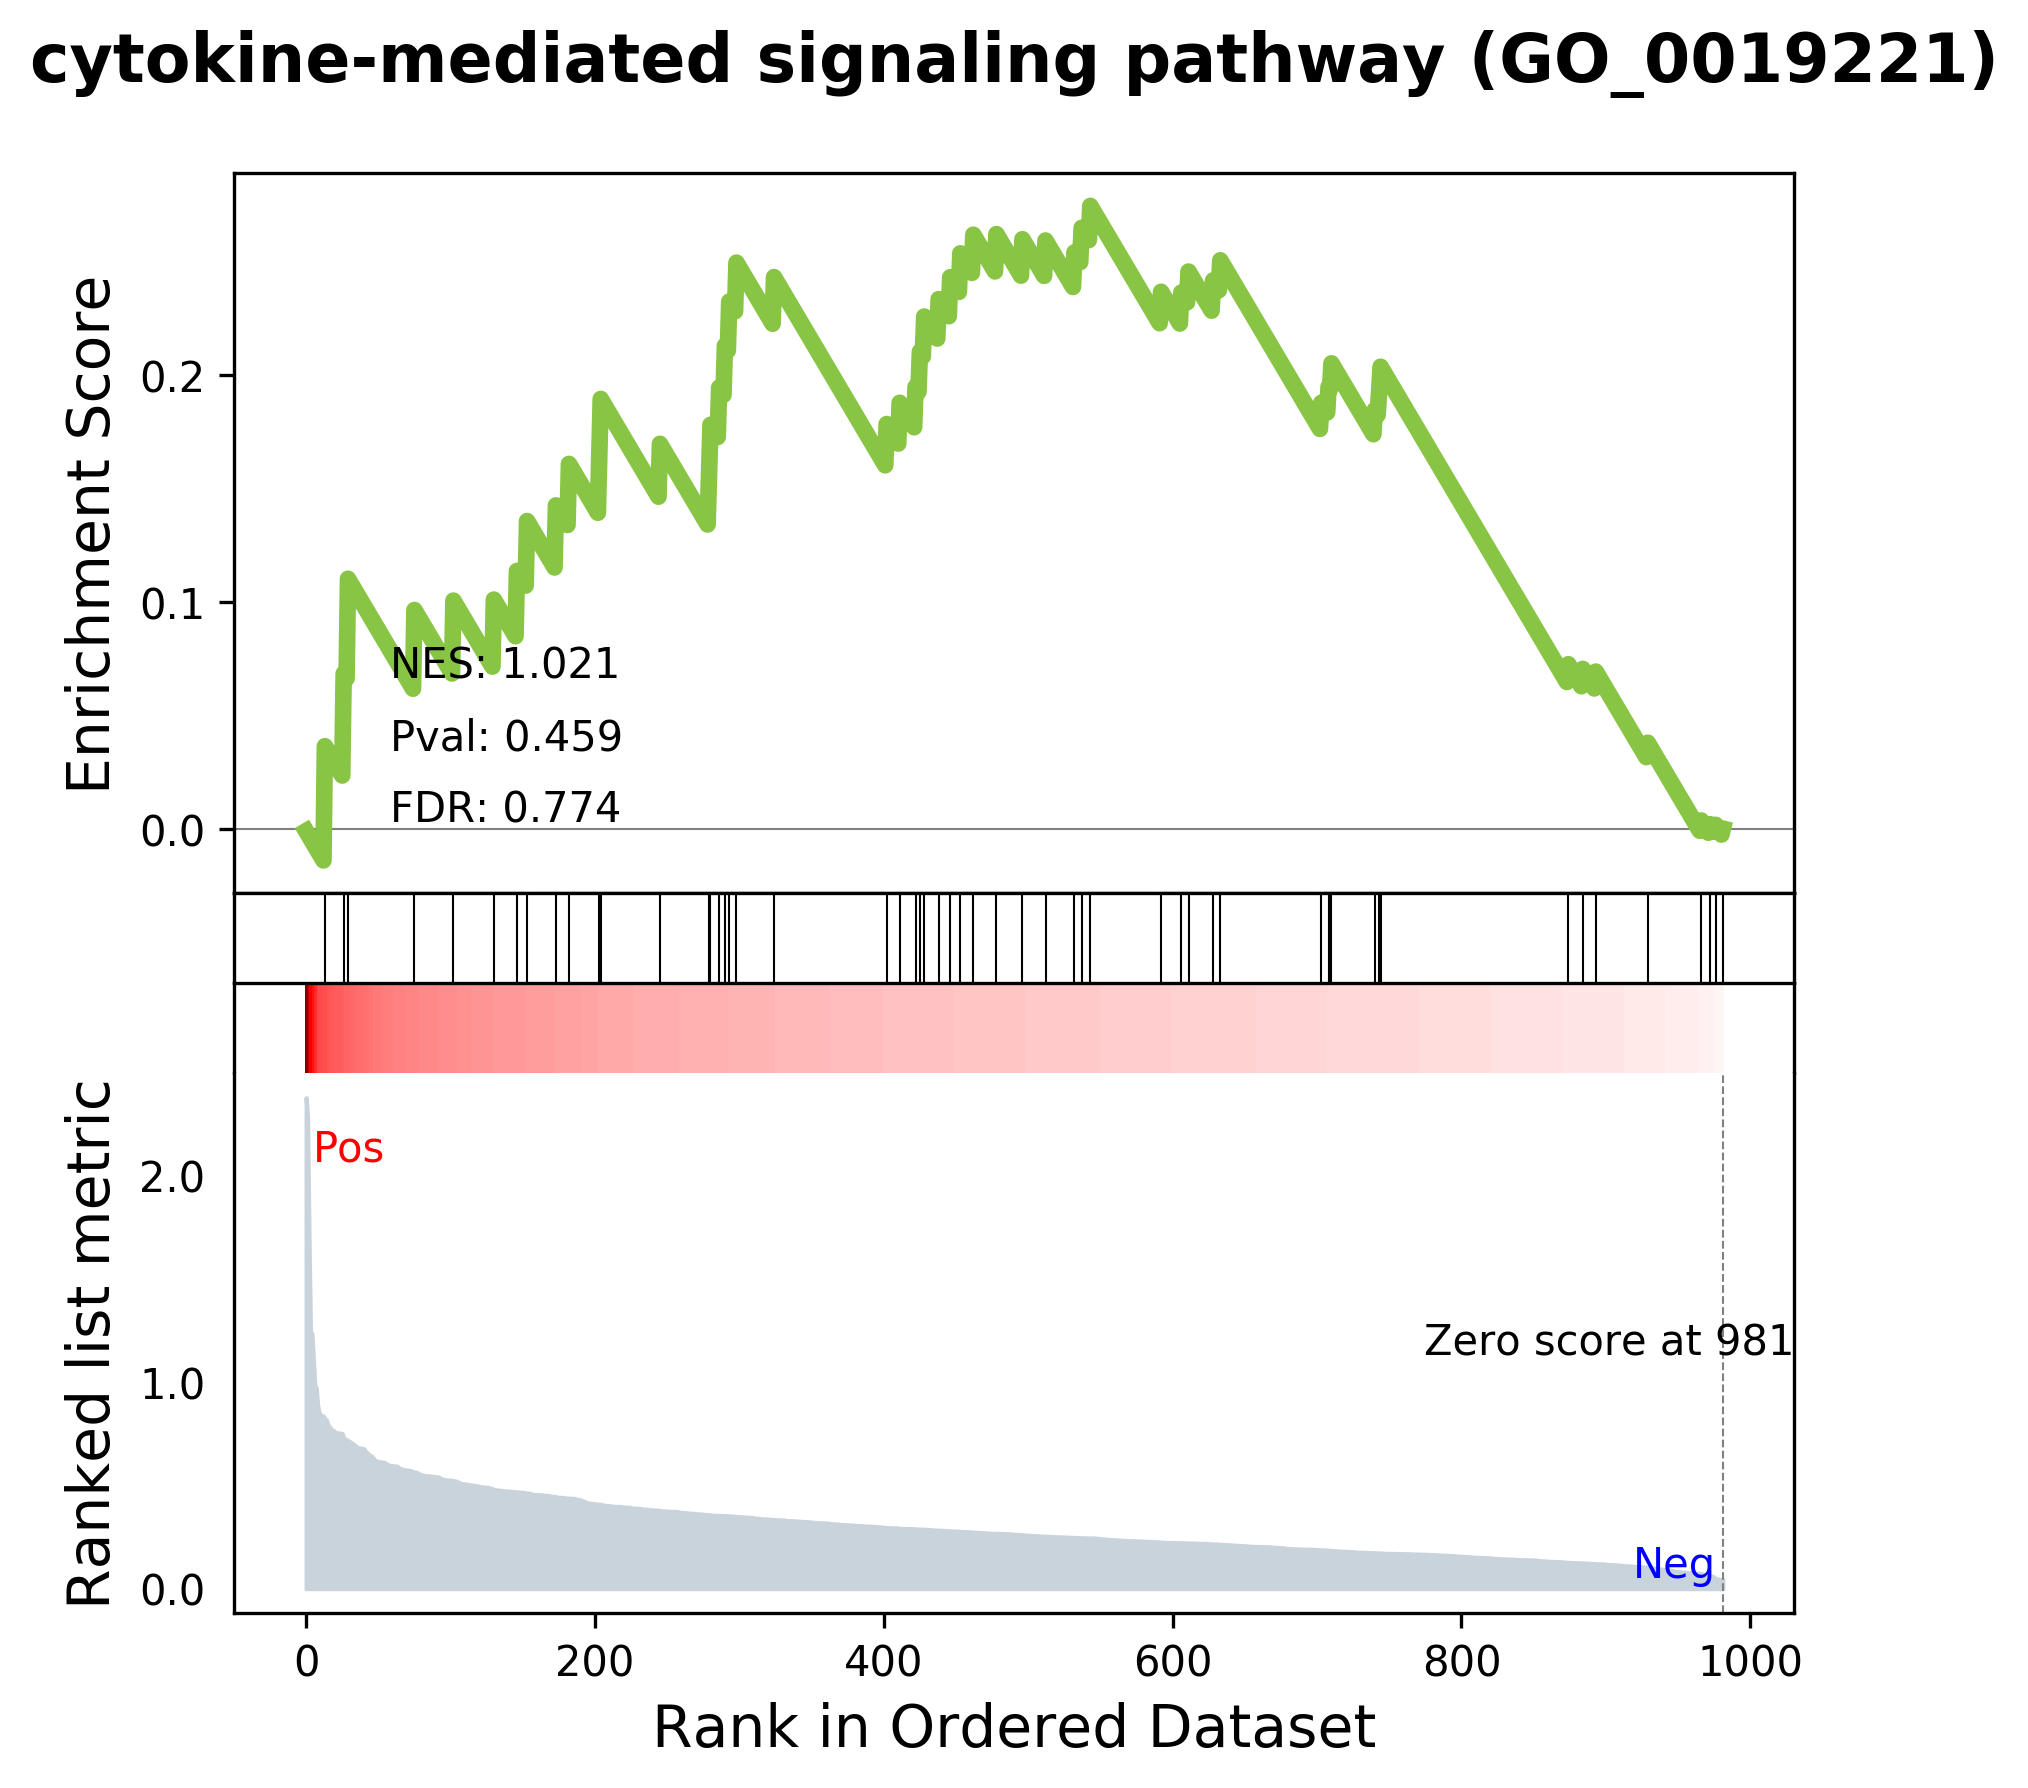 cytokine-mediated signaling pathway (GO_0019221)
Enrichment Score
0.2
0.1
0.0
NES: 1.021
Pval: 0.459
FDR: 0.774
Ranked list metric
2.0
1.0
0.0
Pos
Zero score at 981
Neg
0 200 400 600 800 1000
Rank in Ordered Dataset